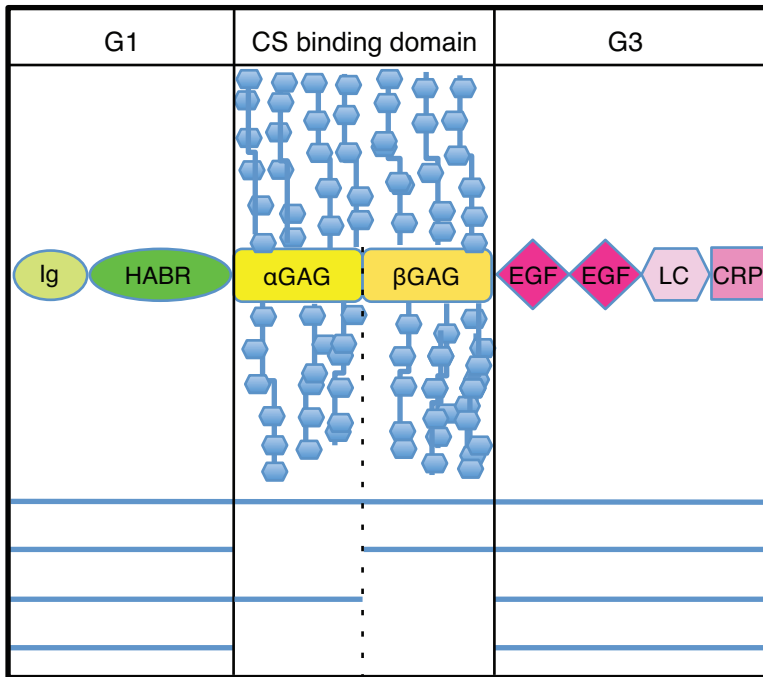 G1 CS binding domain G3
Ig HABR αGAG βGAG EGF EGF LC CRP